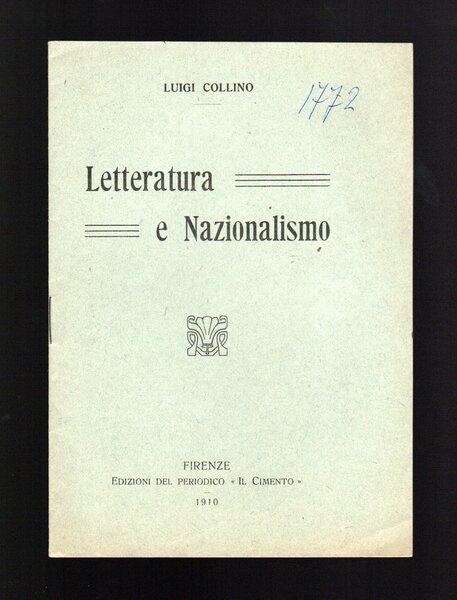 LUIGI COLLINO
1772
Letteratura
e Nazionalismo
FIRENZE
EDIZIONI DEL PERIODICO « IL CIMENTO »
1910